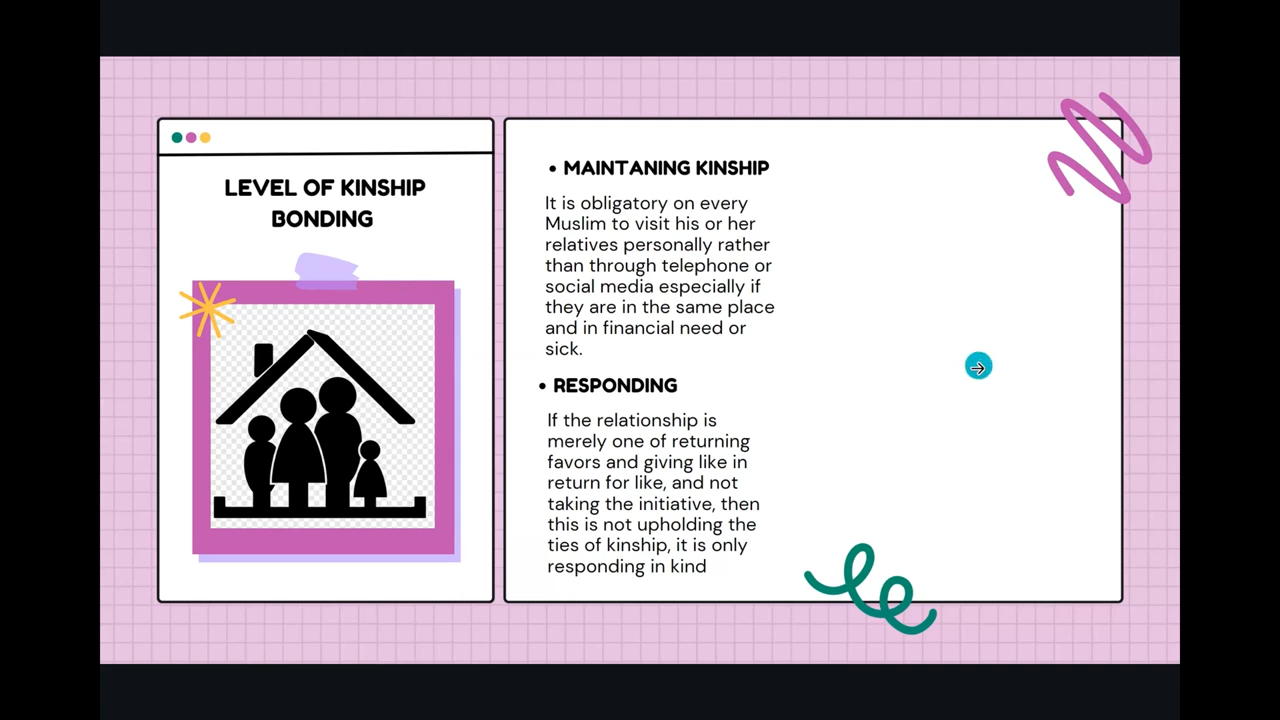 LEVEL OF KINSHIP
BONDING
• MAINTANING KINSHIP
It is obligatory on every
Muslim to visit his or her
relatives personally rather
than through telephone or
social media especially if
they are in the same place
and in financial need or
sick.
• RESPONDING
If the relationship is
merely one of returning
favors and giving like in
return for like, and not
taking the initiative, then
this is not upholding the
ties of kinship, it is only
responding in kind